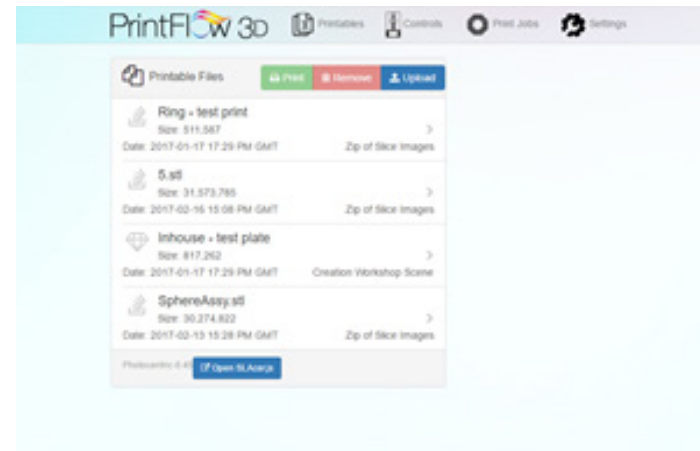 PrintFlow 3D Printables Controls Print Jobs Settings
Printable Files Print Remove Upload
Ring - test print
Size: 511,587
Date: 2017-01-17 17:29 PM GMT Zip of Slice Images
5.stl
Size: 31,573,785
Date: 2017-02-16 15:08 PM GMT Zip of Slice Images
Inhouse - test plate
Size: 817,262
Date: 2017-01-17 17:29 PM GMT Creation Workshop Scene
SphereAssy.stl
Size: 30,274,822
Date: 2017-02-13 15:28 PM GMT Zip of Slice Images
Photocentric Open SLAcerjs